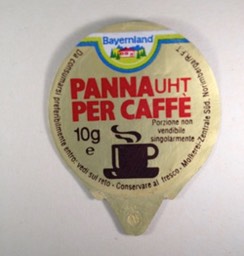 Bayernland
PANNA UHT
PER CAFFÈ
10g
e
Porzione non
vendibile
singolarmente
Da consumarsi preferibilmente entro: vedi sul reto - Conservare al fresco - Molkerei-Zentrale Süd,